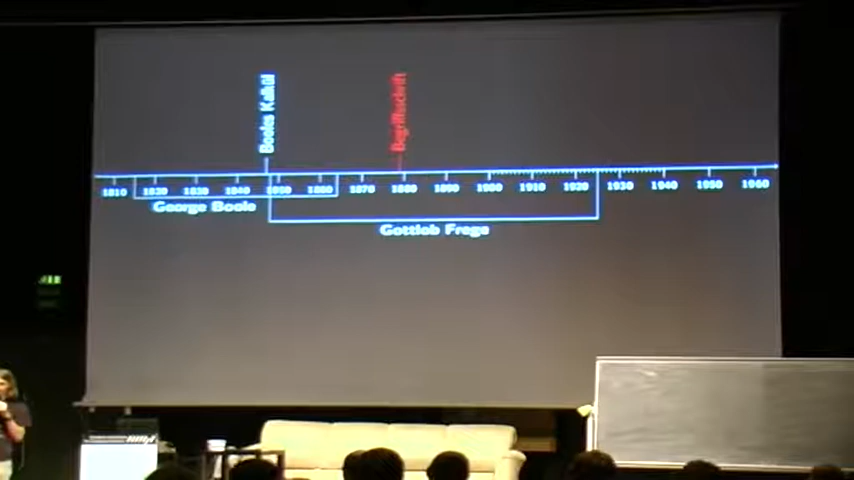 Booles Kalkül
Begriffsschrift
1810 1820 1830 1840 1850 1860 1870 1880 1890 1900 1910 1920 1930 1940 1950 1960
George Boole
Gottlob Frege